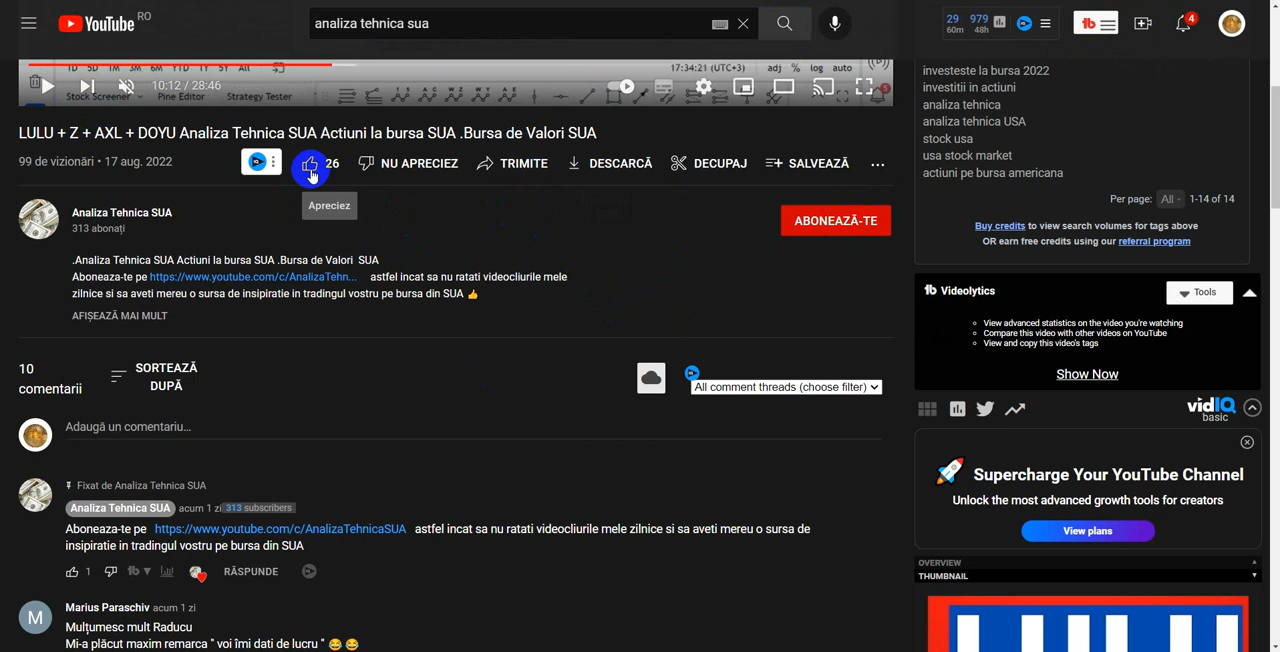 YouTube RO
analiza tehnica sua
29 979
60m 48h
tb
4
1D 5D 1M 3M 6M YTD 1Y 5Y All
17:34:21 (UTC+3) adj % log auto
10:12 / 28:46
Stock Screener Pine Editor Strategy Tester
5
LULU + Z + AXL + DOYU Analiza Tehnica SUA Actiuni la bursa SUA .Bursa de Valori SUA
99 de vizionări • 17 aug. 2022
26 NU APRECIEZ TRIMITE DESCARCĂ DECUPAJ SALVEAZĂ ...
Apreciez
Analiza Tehnica SUA
313 abonați
ABONEAZĂ-TE
.Analiza Tehnica SUA Actiuni la bursa SUA .Bursa de Valori SUA
Aboneaza-te pe https://www.youtube.com/c/AnalizaTehn... astfel incat sa nu ratati videocliurile mele
zilnice si sa aveti mereu o sursa de insipiratie in tradingul vostru pe bursa din SUA 👍
AFIȘEAZĂ MAI MULT
10
comentarii
SORTEAZĂ
DUPĂ
All comment threads (choose filter)
Adaugă un comentariu...
Fixat de Analiza Tehnica SUA
Analiza Tehnica SUA acum 1 zi 313 subscribers
Aboneaza-te pe https://www.youtube.com/c/AnalizaTehnicaSUA astfel incat sa nu ratati videocliurile mele zilnice si sa aveti mereu o sursa de
insipiratie in tradingul vostru pe bursa din SUA
1 tb RĂSPUNDE
M
Marius Paraschiv acum 1 zi
Mulțumesc mult Raducu
Mi-a plăcut maxim remarca " voi îmi dati de lucru " 😂 😂
investeste la bursa 2022
investitii in actiuni
analiza tehnica
analiza tehnica USA
stock usa
usa stock market
actiuni pe bursa americana
Per page: All 1-14 of 14
Buy credits to view search volumes for tags above
OR earn free credits using our referral program
tb Videolytics
Tools
View advanced statistics on the video you're watching
Compare this video with other videos on YouTube
View and copy this video's tags
Show Now
vidIQ
basic
Supercharge Your YouTube Channel
Unlock the most advanced growth tools for creators
View plans
OVERVIEW
THUMBNAIL